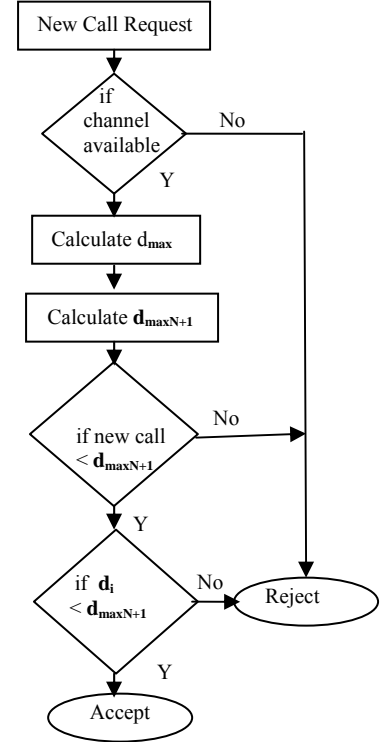 New Call Request
if
channel
available
No
Y
Calculate dmax
Calculate dmaxN+1
No
if new call
< dmaxN+1
Y
if di
< dmaxN+1
No
Reject
Y
Accept